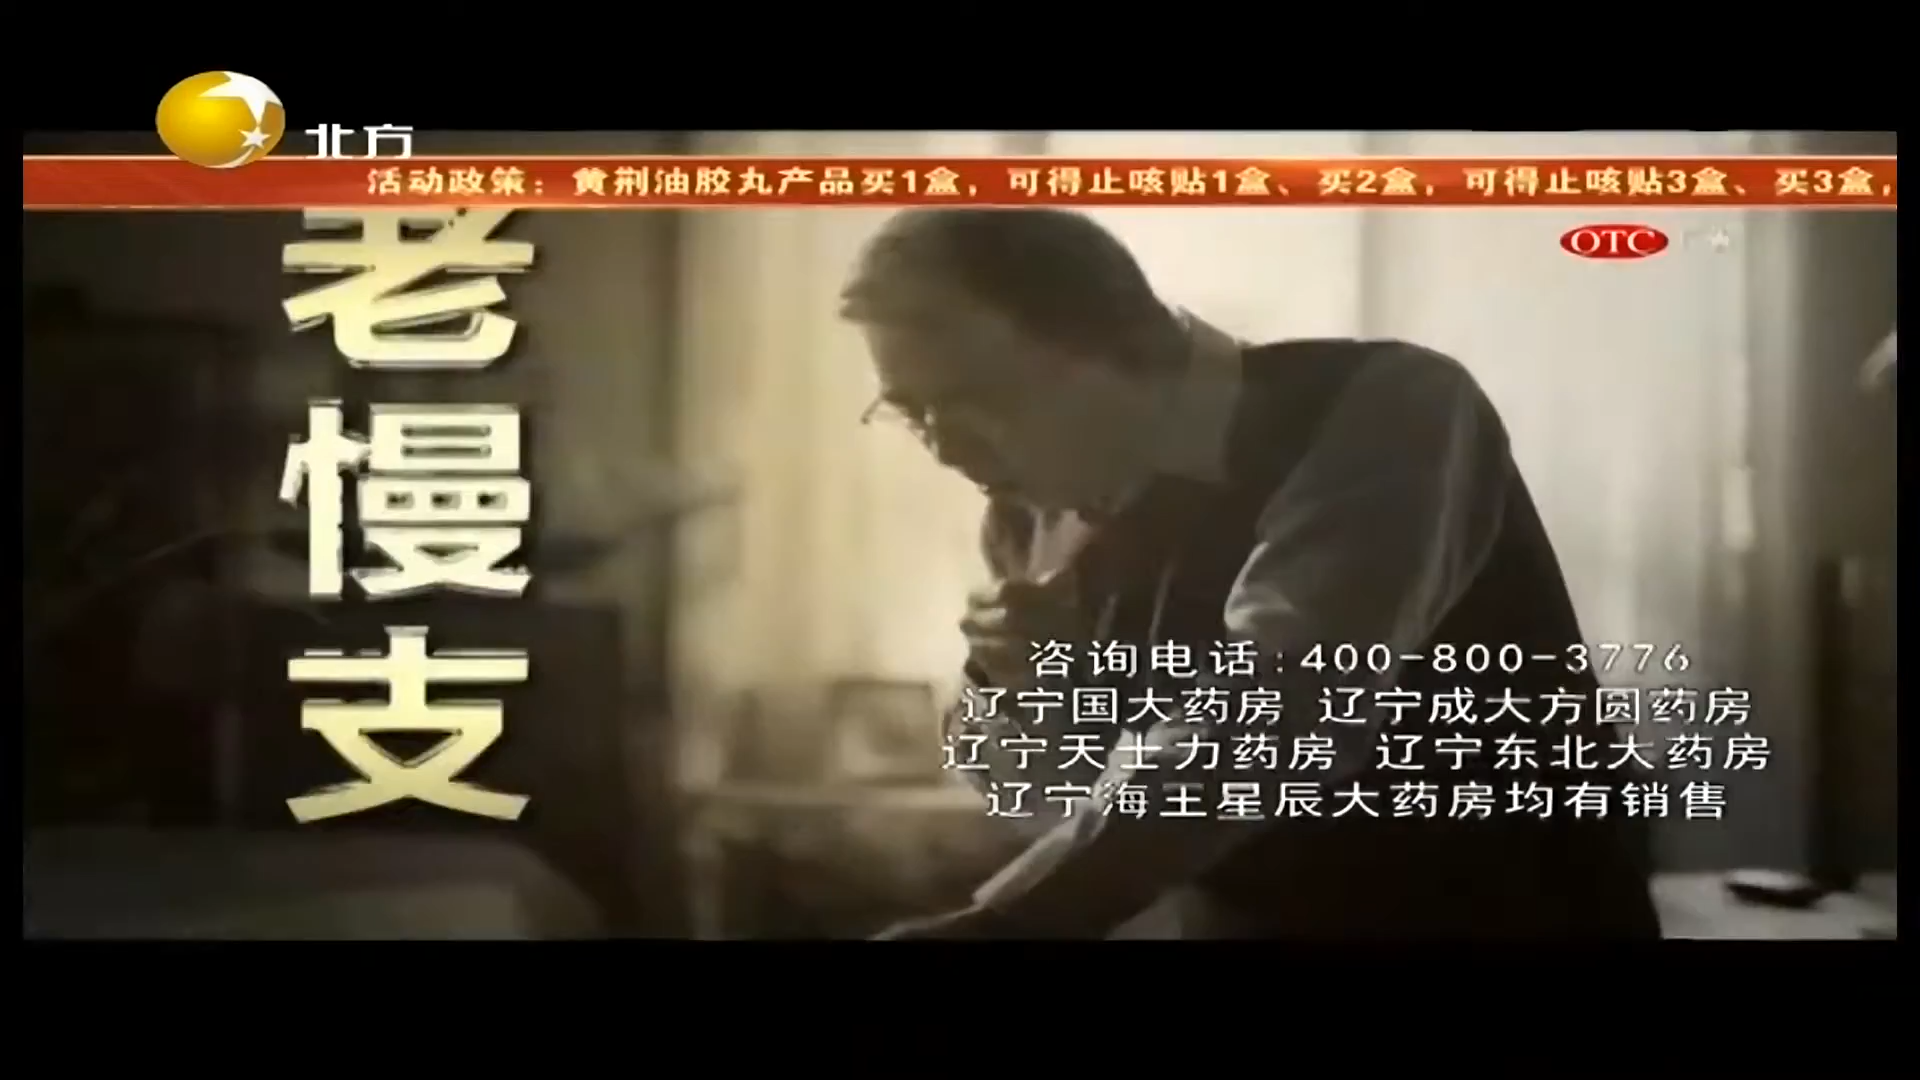 北方
活动政策：黄荆油胶丸产品买1盒，可得止咳贴1盒、买2盒，可得止咳贴3盒、买3盒，
OTC
老慢支
咨询电话:400-800-3776
辽宁国大药房 辽宁成大方圆药房
辽宁天士力药房 辽宁东北大药房
辽宁海王星辰大药房均有销售